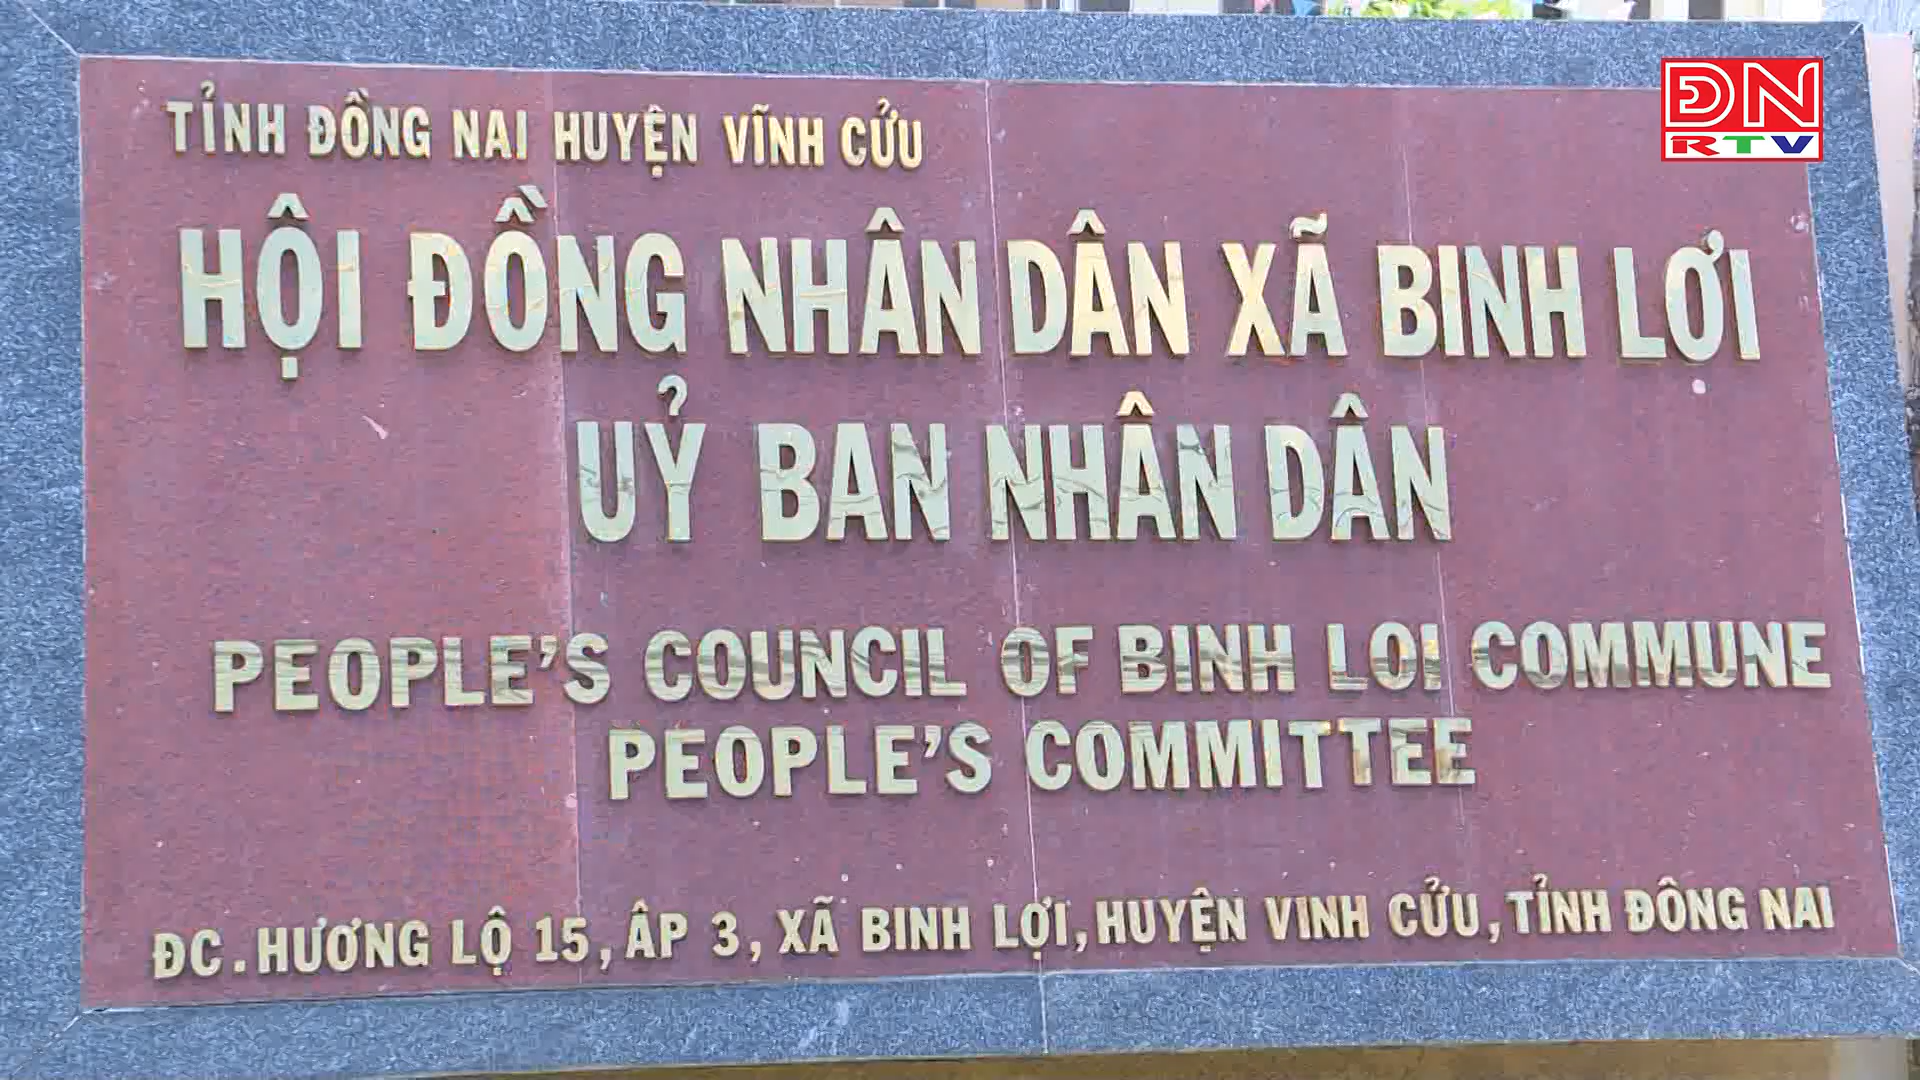 ĐN
RTV
TỈNH ĐỒNG NAI HUYỆN VĨNH CỬU
HỘI ĐỒNG NHÂN DÂN XÃ BINH LỢI
UỶ BAN NHÂN DÂN
PEOPLE'S COUNCIL OF BINH LOI COMMUNE
PEOPLE'S COMMITTEE
ĐC. HƯƠNG LỘ 15, ÂP 3, XÃ BINH LỢI, HUYỆN VINH CỬU, TỈNH ĐÔNG NAI